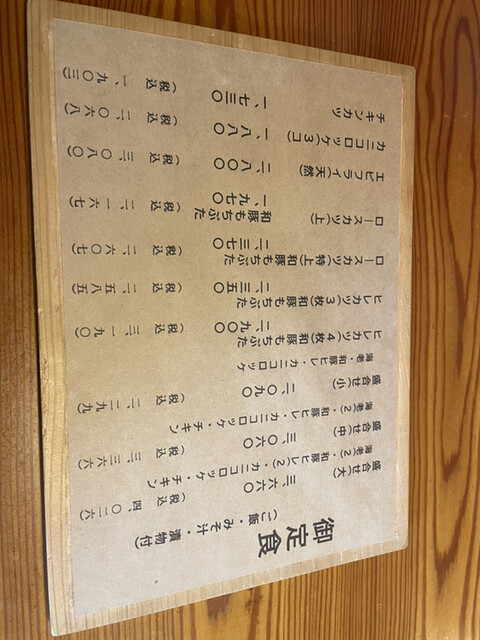 御定食
(ご飯・みそ汁・漬物付)
盛合せ(大) 三、六六〇 (税込 四、〇二六)
海老(2)・和豚ヒレ(2)・カニコロッケ・チキン
盛合せ(中) 三、〇六〇 (税込 三、三六六)
海老(2)・和豚ヒレ・カニコロッケ・チキン
盛合せ(小) 二、〇九〇 (税込 二、二九九)
海老・和豚ヒレ・カニコロッケ
ヒレカツ(4枚)和豚もちぶた 二、九〇〇 (税込 三、一九〇)
ヒレカツ(3枚)和豚もちぶた 二、三五〇 (税込 二、五八五)
ロースカツ(特上)和豚もちぶた 二、三七〇 (税込 二、六〇七)
ロースカツ(上) 和豚もちぶた 一、九七〇 (税込 二、一六七)
エビフライ(天然) 二、八〇〇 (税込 三、〇八〇)
カニコロッケ(3コ) 一、八八〇 (税込 二、〇六八)
チキンカツ 一、七三〇 (税込 一、九〇三)